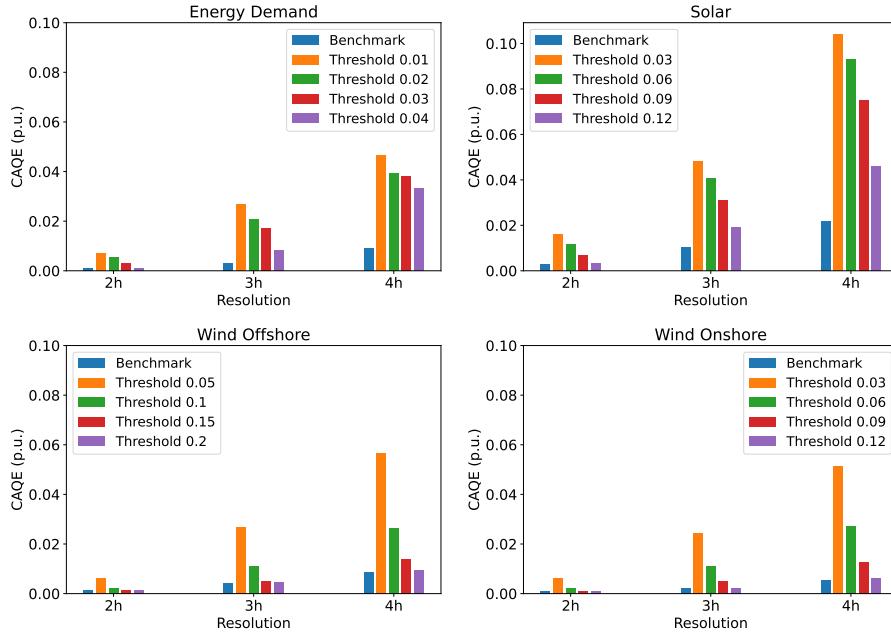 Energy Demand
0.10
0.08
0.06
0.04
0.02
0.00
CAQE (p.u.)
Benchmark
Threshold 0.01
Threshold 0.02
Threshold 0.03
Threshold 0.04
2h
3h
4h
Resolution
Solar
0.10
0.08
0.06
0.04
0.02
0.00
CAQE (p.u.)
Benchmark
Threshold 0.03
Threshold 0.06
Threshold 0.09
Threshold 0.12
2h
3h
4h
Resolution
Wind Offshore
0.10
0.08
0.06
0.04
0.02
0.00
CAQE (p.u.)
Benchmark
Threshold 0.05
Threshold 0.1
Threshold 0.15
Threshold 0.2
2h
3h
4h
Resolution
Wind Onshore
0.10
0.08
0.06
0.04
0.02
0.00
CAQE (p.u.)
Benchmark
Threshold 0.03
Threshold 0.06
Threshold 0.09
Threshold 0.12
2h
3h
4h
Resolution